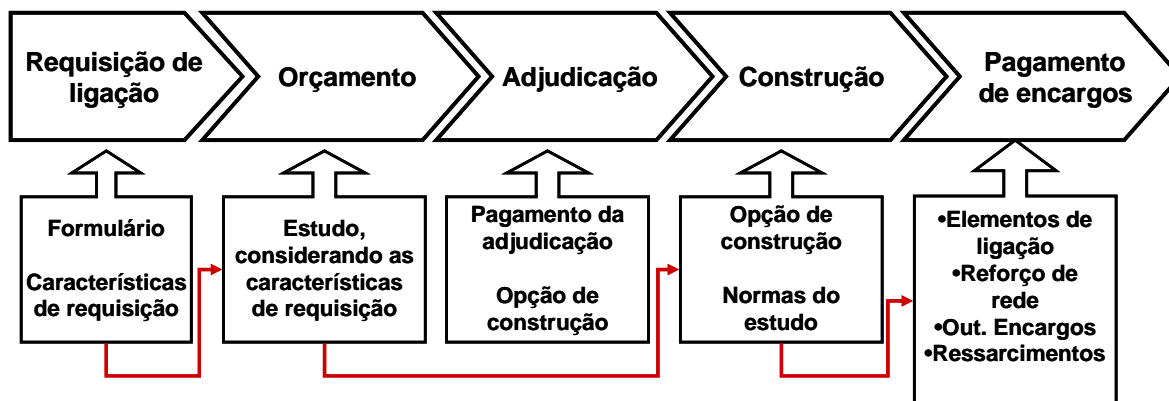 Requisição de
ligação
Orçamento
Adjudicação
Construção
Pagamento
de encargos
Formulário
Características
de requisição
Estudo,
considerando as
características
de requisição
Pagamento da
adjudicação
Opção de
construção
Opção de
construção
Normas do
estudo
•Elementos de
ligação
•Reforço de
rede
•Out. Encargos
•Ressarcimentos